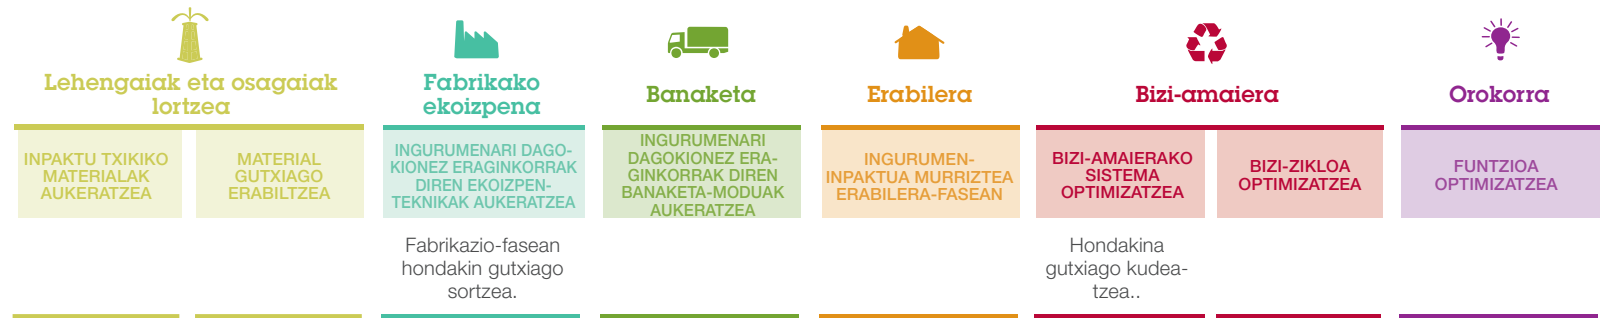 Lehengaiak eta osagaiak
lortzea
Fabrikako
ekoizpena
Banaketa
Erabilera
Bizi-amaiera
Orokorra
INPAKTU TXIKIKO
MATERIALAK
AUKERATZEA
MATERIAL
GUTXIAGO
ERABILTZEA
INGURUMENARI DAGO-
KIONEZ ERAGINKORRAK
DIREN EKOIZPEN-
TEKNIKAK AUKERATZEA
INGURUMENARI
DAGOKIONEZ ERA-
GINKORRAK DIREN
BANAKETA-MODUAK
AUKERATZEA
INGURUMEN-
INPAKTUA MURRIZTEA
ERABILERA-FASEAN
BIZI-AMAIERAKO
SISTEMA
OPTIMIZATZEA
BIZI-ZIKLOA
OPTIMIZATZEA
FUNTZIOA
OPTIMIZATZEA
Fabrikazio-fasean
hondakin gutxiago
sortzea.
Hondakina
gutxiago kudea-
tzea..